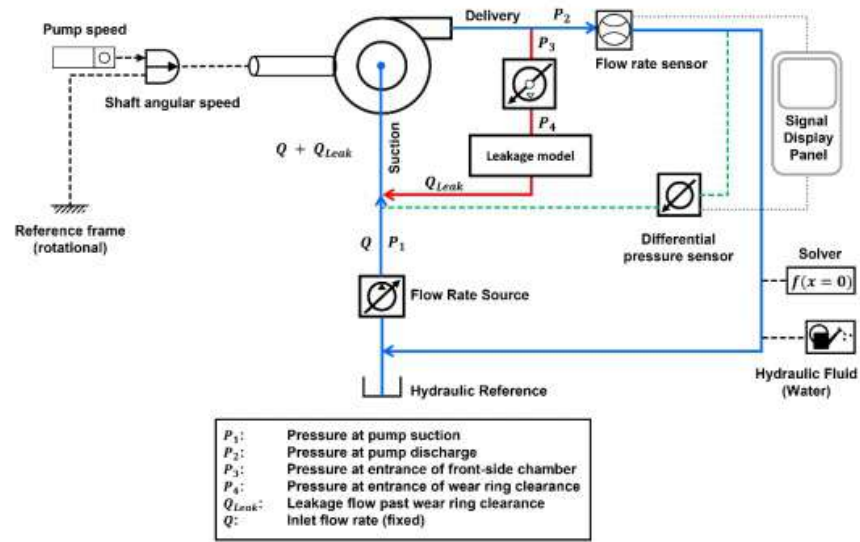 Pump speed
Shaft angular speed
Reference frame
(rotational)
Delivery
P₂
P₃
Flow rate sensor
P₄
Leakage model
Q + Q_Leak
Suction
Q_Leak
Signal
Display
Panel
Q P₁
Differential
pressure sensor
Flow Rate Source
Solver
f(x = 0)
Hydraulic Reference
Hydraulic Fluid
(Water)
P₁: Pressure at pump suction
P₂: Pressure at pump discharge
P₃: Pressure at entrance of front-side chamber
P₄: Pressure at entrance of wear ring clearance
Q_Leak: Leakage flow past wear ring clearance
Q: Inlet flow rate (fixed)